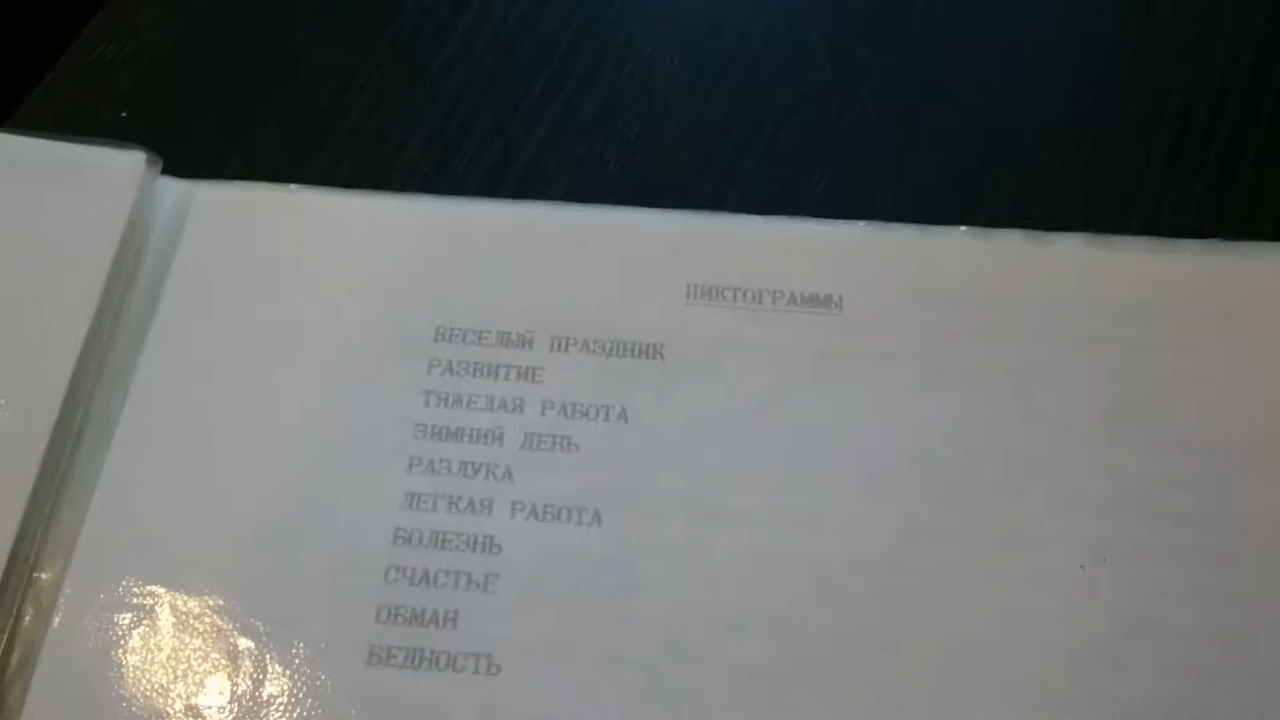 ПИКТОГРАММЫ
ВЕСЕЛЫЙ ПРАЗДНИК
РАЗВИТИЕ
ТЯЖЕЛАЯ РАБОТА
ЗИМНИЙ ДЕНЬ
РАЗЛУКА
ЛЕГКАЯ РАБОТА
БОЛЕЗНЬ
СЧАСТЬЕ
ОБМАН
БЕДНОСТЬ